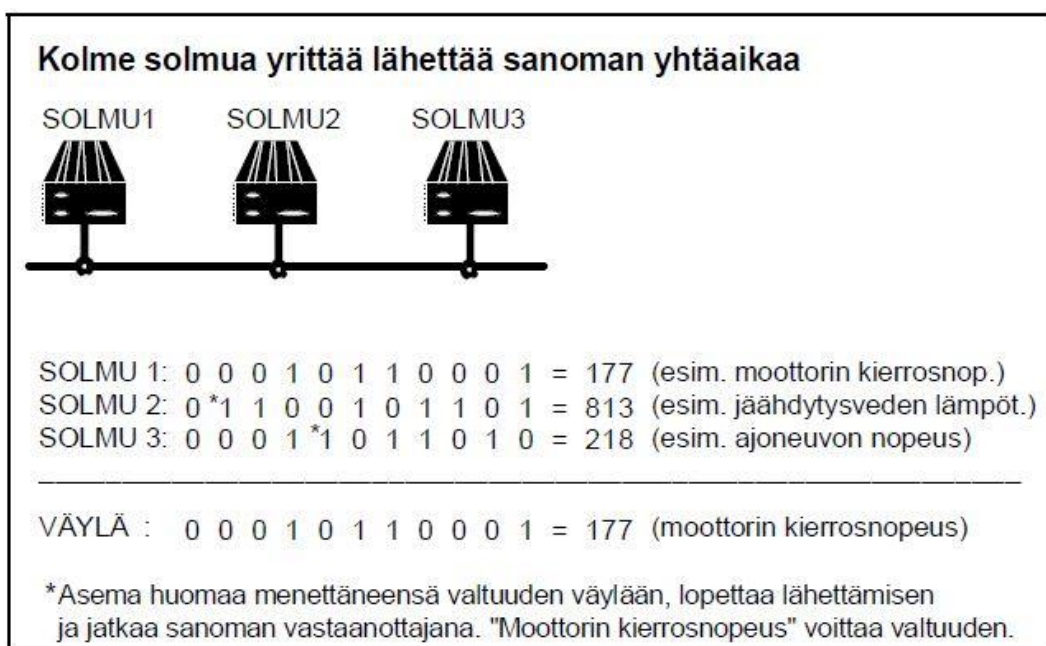 Kolme solmua yrittää lähettää sanoman yhtäaikaa
SOLMU1 SOLMU2 SOLMU3
SOLMU 1: 0 0 0 1 0 1 1 0 0 0 1 = 177 (esim. moottorin kierrosnop.)
SOLMU 2: 0 *1 1 0 0 1 0 1 1 0 1 = 813 (esim. jäähdytysveden lämpöt.)
SOLMU 3: 0 0 0 1 *1 0 1 1 0 1 0 = 218 (esim. ajoneuvon nopeus)
VÄYLÄ : 0 0 0 1 0 1 1 0 0 0 1 = 177 (moottorin kierrosnopeus)
*Asema huomaa menettäneensä valtuuden väylään, lopettaa lähettämisen
ja jatkaa sanoman vastaanottajana. "Moottorin kierrosnopeus" voittaa valtuuden.